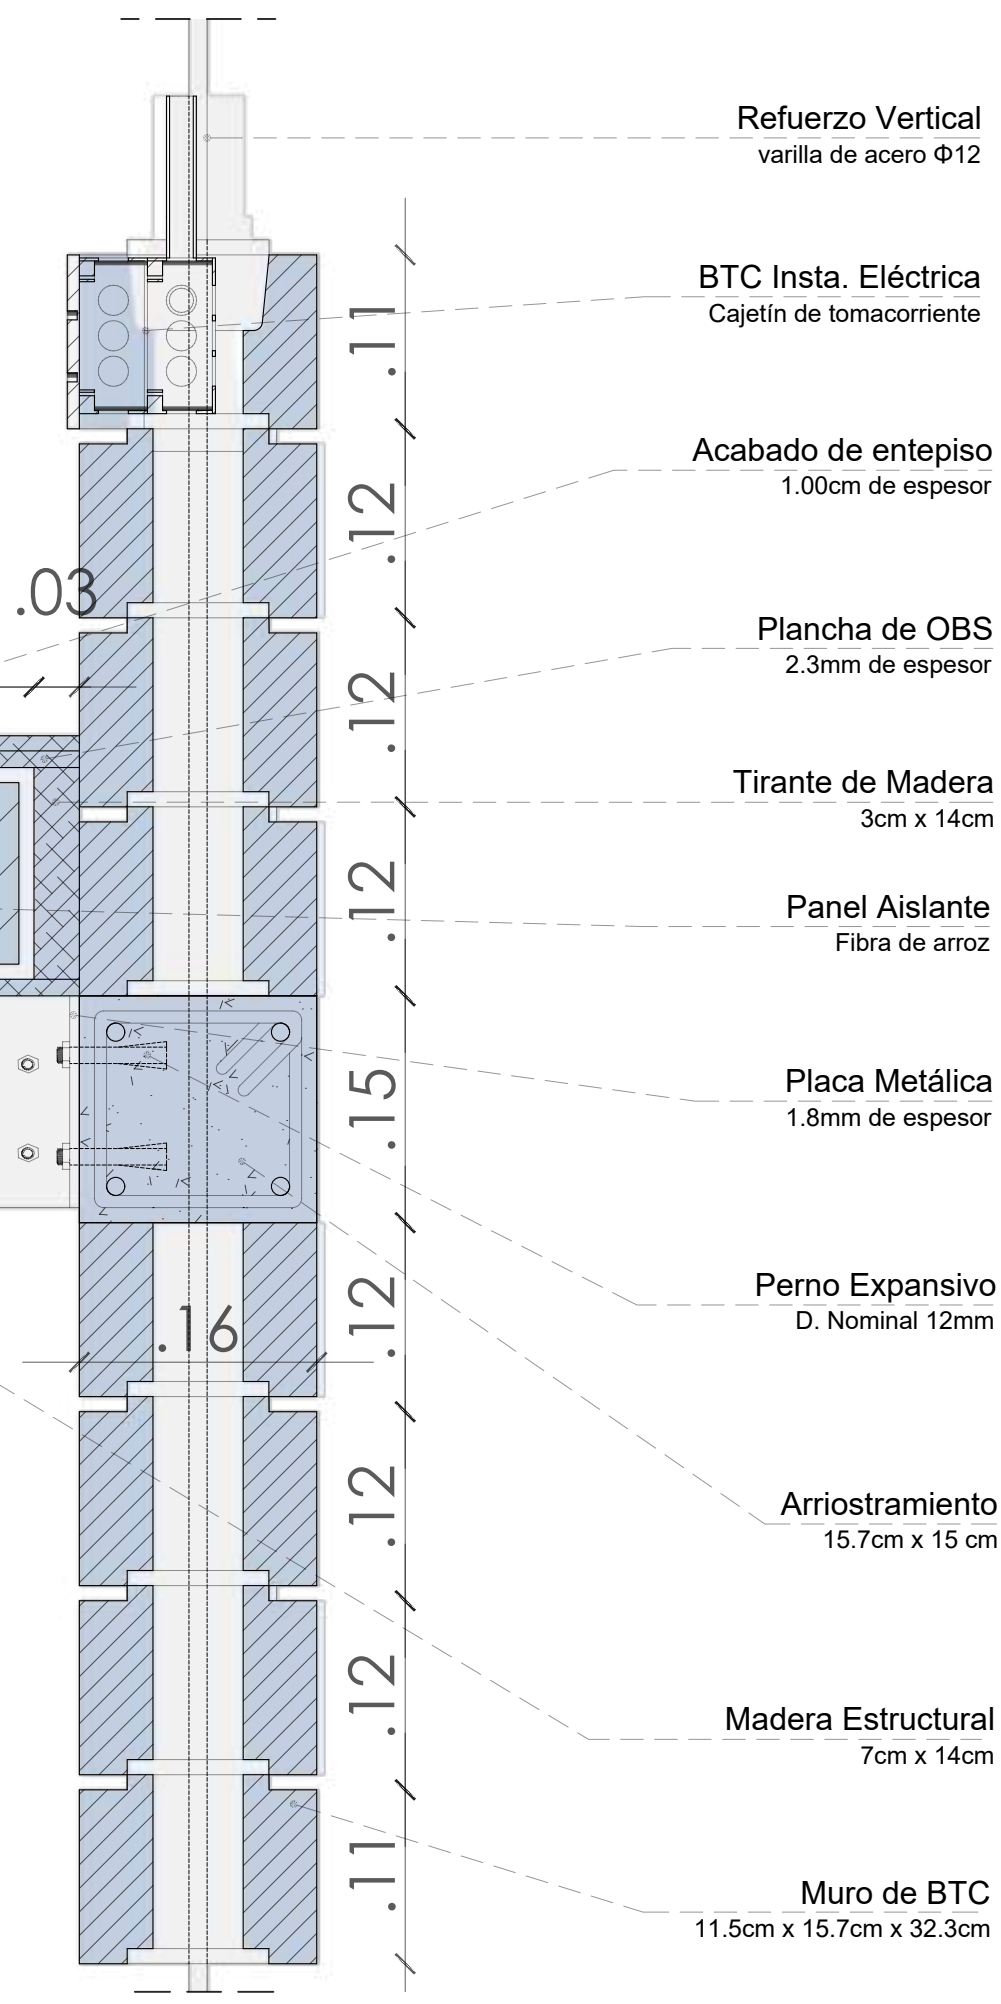 Refuerzo Vertical
varilla de acero Φ12
BTC Insta. Eléctrica
Cajetín de tomacorriente
.11
Acabado de entepiso
1.00cm de espesor
.12
.03
Plancha de OBS
2.3mm de espesor
.12
Tirante de Madera
3cm x 14cm
.12
Panel Aislante
Fibra de arroz
Placa Metálica
1.8mm de espesor
.15
Perno Expansivo
D. Nominal 12mm
.16
.12
Arriostramiento
15.7cm x 15 cm
.12
Madera Estructural
7cm x 14cm
.12
Muro de BTC
11.5cm x 15.7cm x 32.3cm
.11